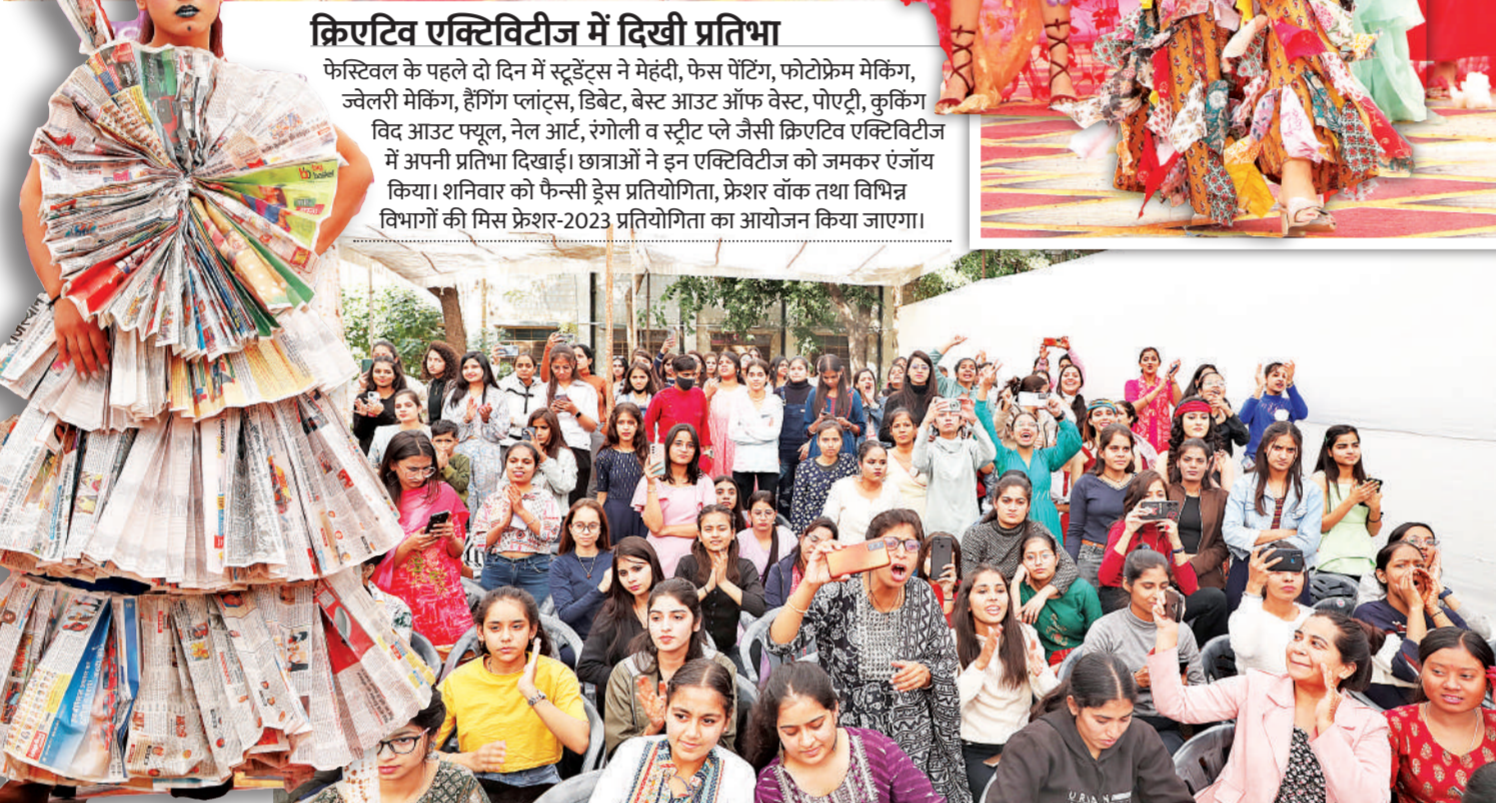 क्रिएटिव एक्टिविटीज में दिखी प्रतिभा
फेस्टिवल के पहले दो दिन में स्टूडेंट्स ने मेहंदी, फेस पेंटिंग, फोटोफ्रेम मेकिंग,
ज्वेलरी मेकिंग, हैंगिंग प्लांट्स, डिबेट, बेस्ट आउट ऑफ वेस्ट, पोएट्री, कुकिंग
विद आउट फ्यूल, नेल आर्ट, रंगोली व स्ट्रीट प्ले जैसी क्रिएटिव एक्टिविटीज
में अपनी प्रतिभा दिखाई। छात्राओं ने इन एक्टिविटीज को जमकर एंजॉय
किया। शनिवार को फैन्सी ड्रेस प्रतियोगिता, फ्रेशर वॉक तथा विभिन्न
विभागों की मिस फ्रेशर-2023 प्रतियोगिता का आयोजन किया जाएगा।